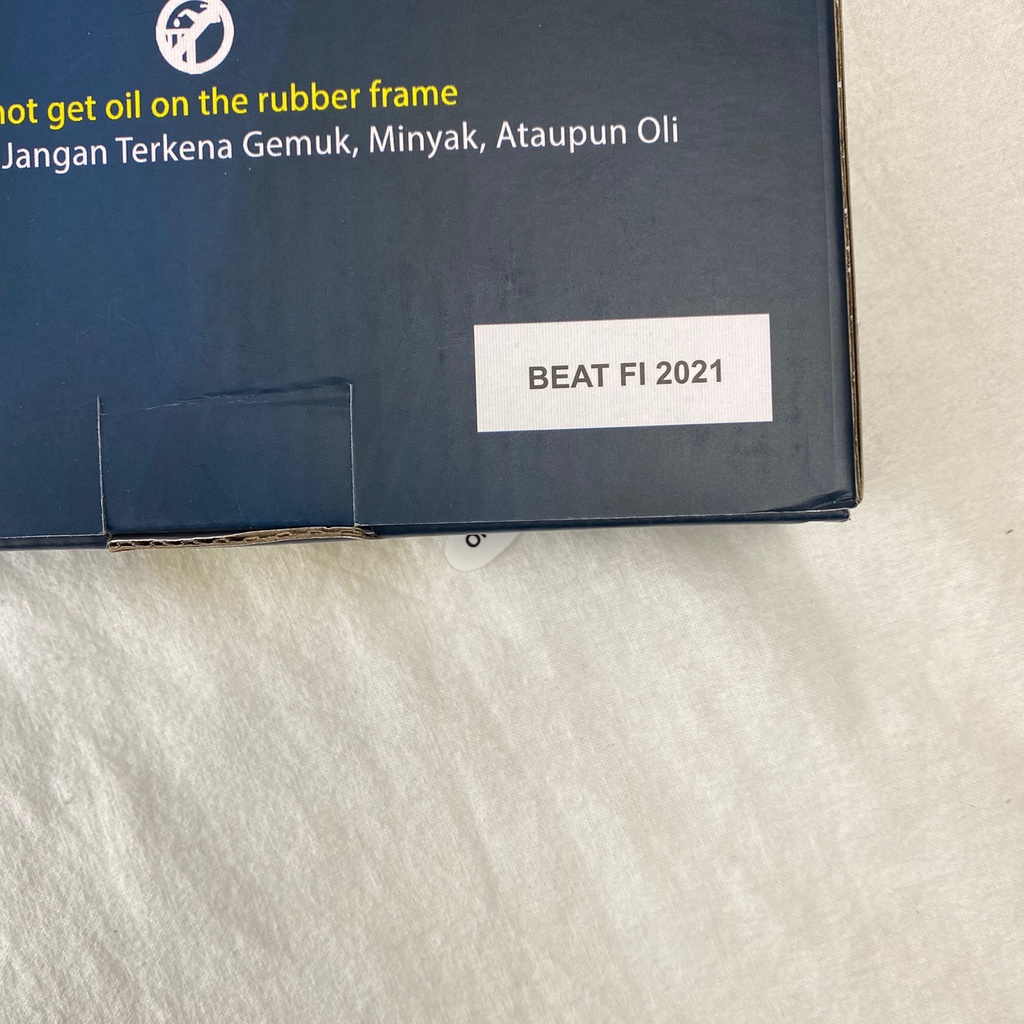 not get oil on the rubber frame
Jangan Terkena Gemuk, Minyak, Ataupun Oli
BEAT FI 2021